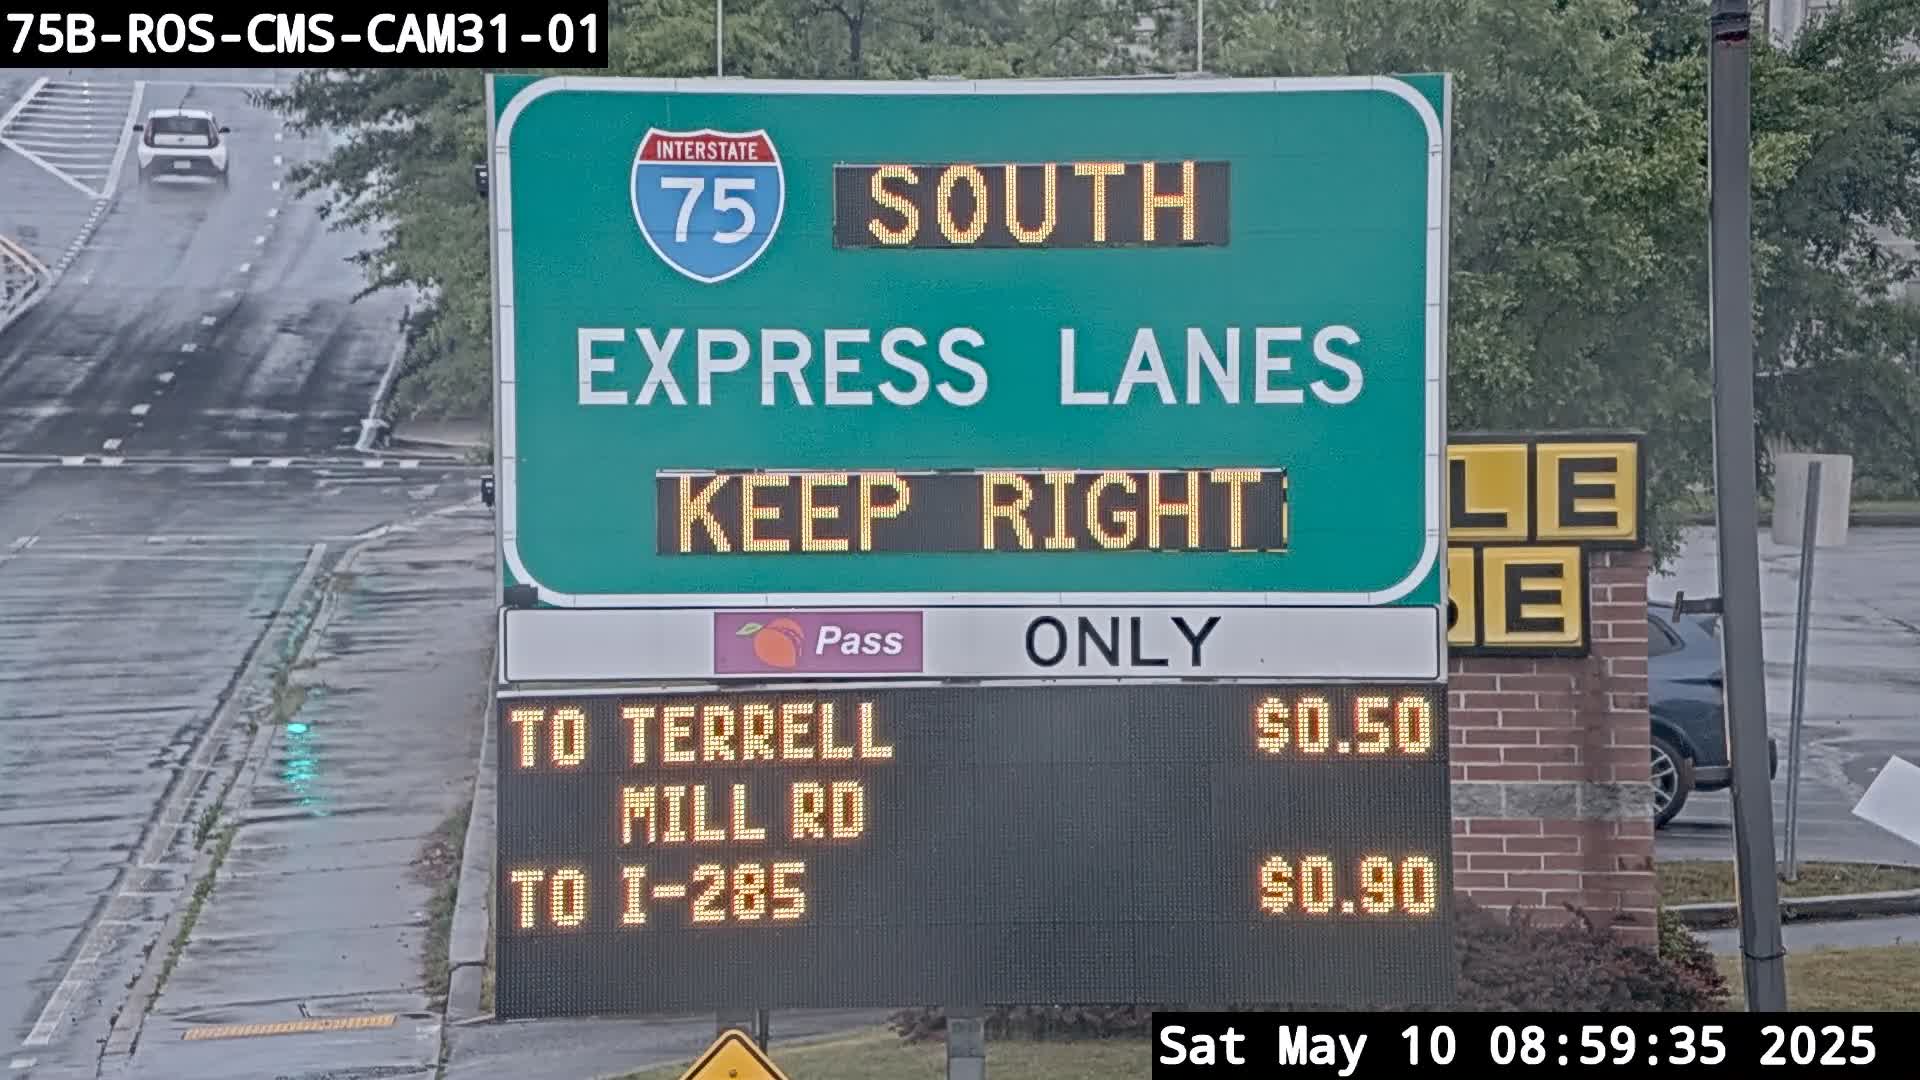 75B-ROS-CMS-CAM31-01
INTERSTATE
75
SOUTH
EXPRESS LANES
KEEP RIGHT
Pass ONLY
TO TERRELL $0.50
MILL RD
TO I-285 $0.90
LE
E
Sat May 10 08:59:35 2025